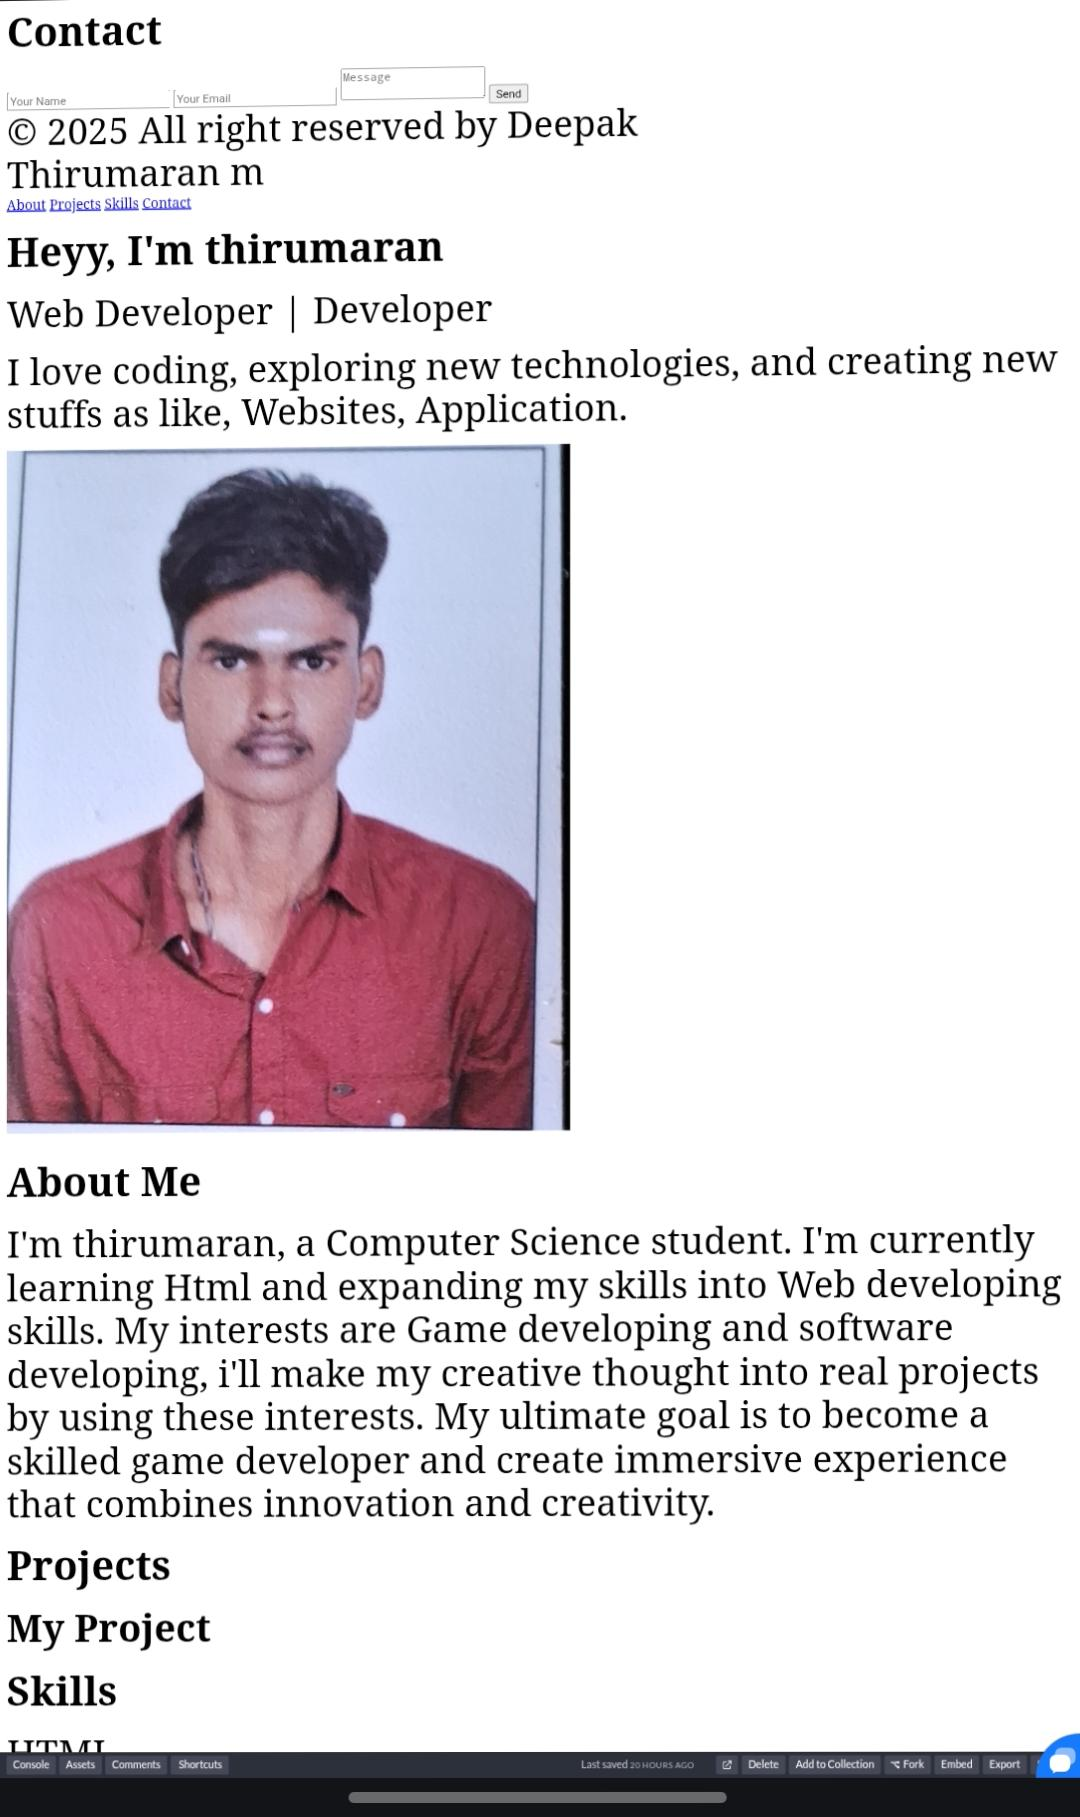 Contact
Your Name Your Email Message Send
© 2025 All right reserved by Deepak
Thirumaran m
About Projects Skills Contact
Heyy, I'm thirumaran
Web Developer | Developer
I love coding, exploring new technologies, and creating new
stuffs as like, Websites, Application.
About Me
I'm thirumaran, a Computer Science student. I'm currently
learning Html and expanding my skills into Web developing
skills. My interests are Game developing and software
developing, i'll make my creative thought into real projects
by using these interests. My ultimate goal is to become a
skilled game developer and create immersive experience
that combines innovation and creativity.
Projects
My Project
Skills
HTML
Console Assets Comments Shortcuts Last saved 20 HOURS AGO Delete Add to Collection Fork Embed Export